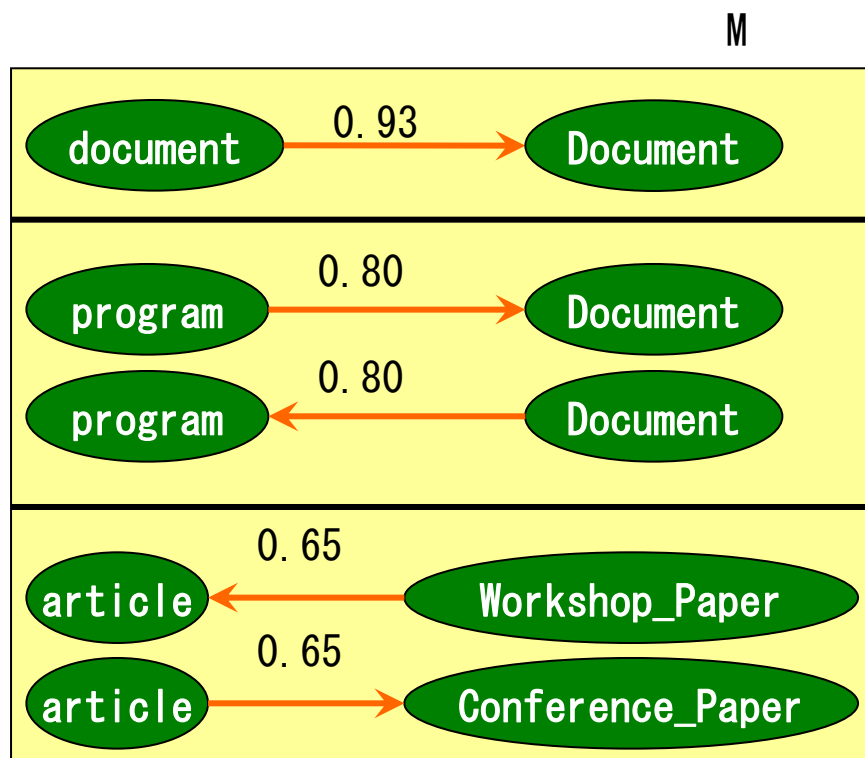 M
0.93
document Document
0.80
program Document
0.80
program Document
0.65
article Workshop_Paper
0.65
article Conference_Paper